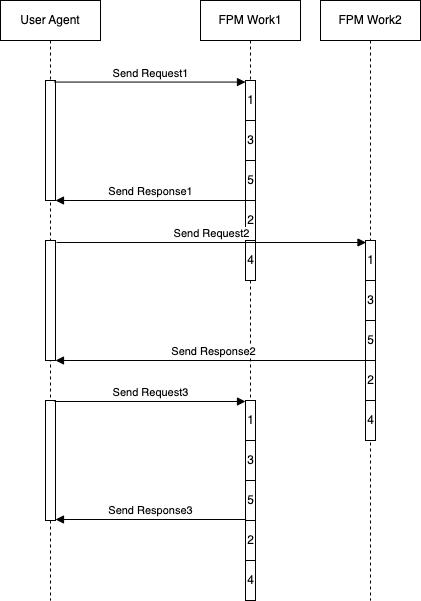 User Agent
FPM Work1
FPM Work2
Send Request1
1
3
5
Send Response1
2
Send Request2
4
1
3
5
Send Response2
2
Send Request3
1
4
3
5
Send Response3
2
4